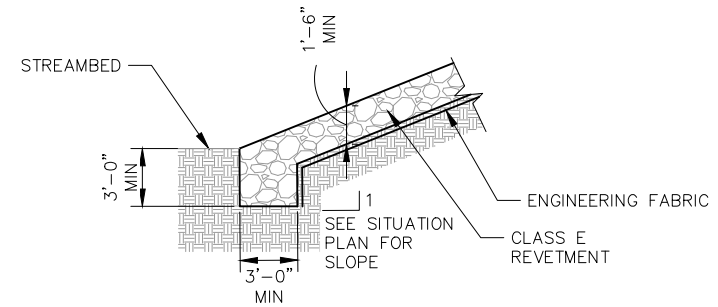 1'-6"
MIN
STREAMBED
3'-0"
MIN
1
SEE SITUATION
PLAN FOR
SLOPE
ENGINEERING FABRIC
CLASS E
REVETMENT
3'-0"
MIN